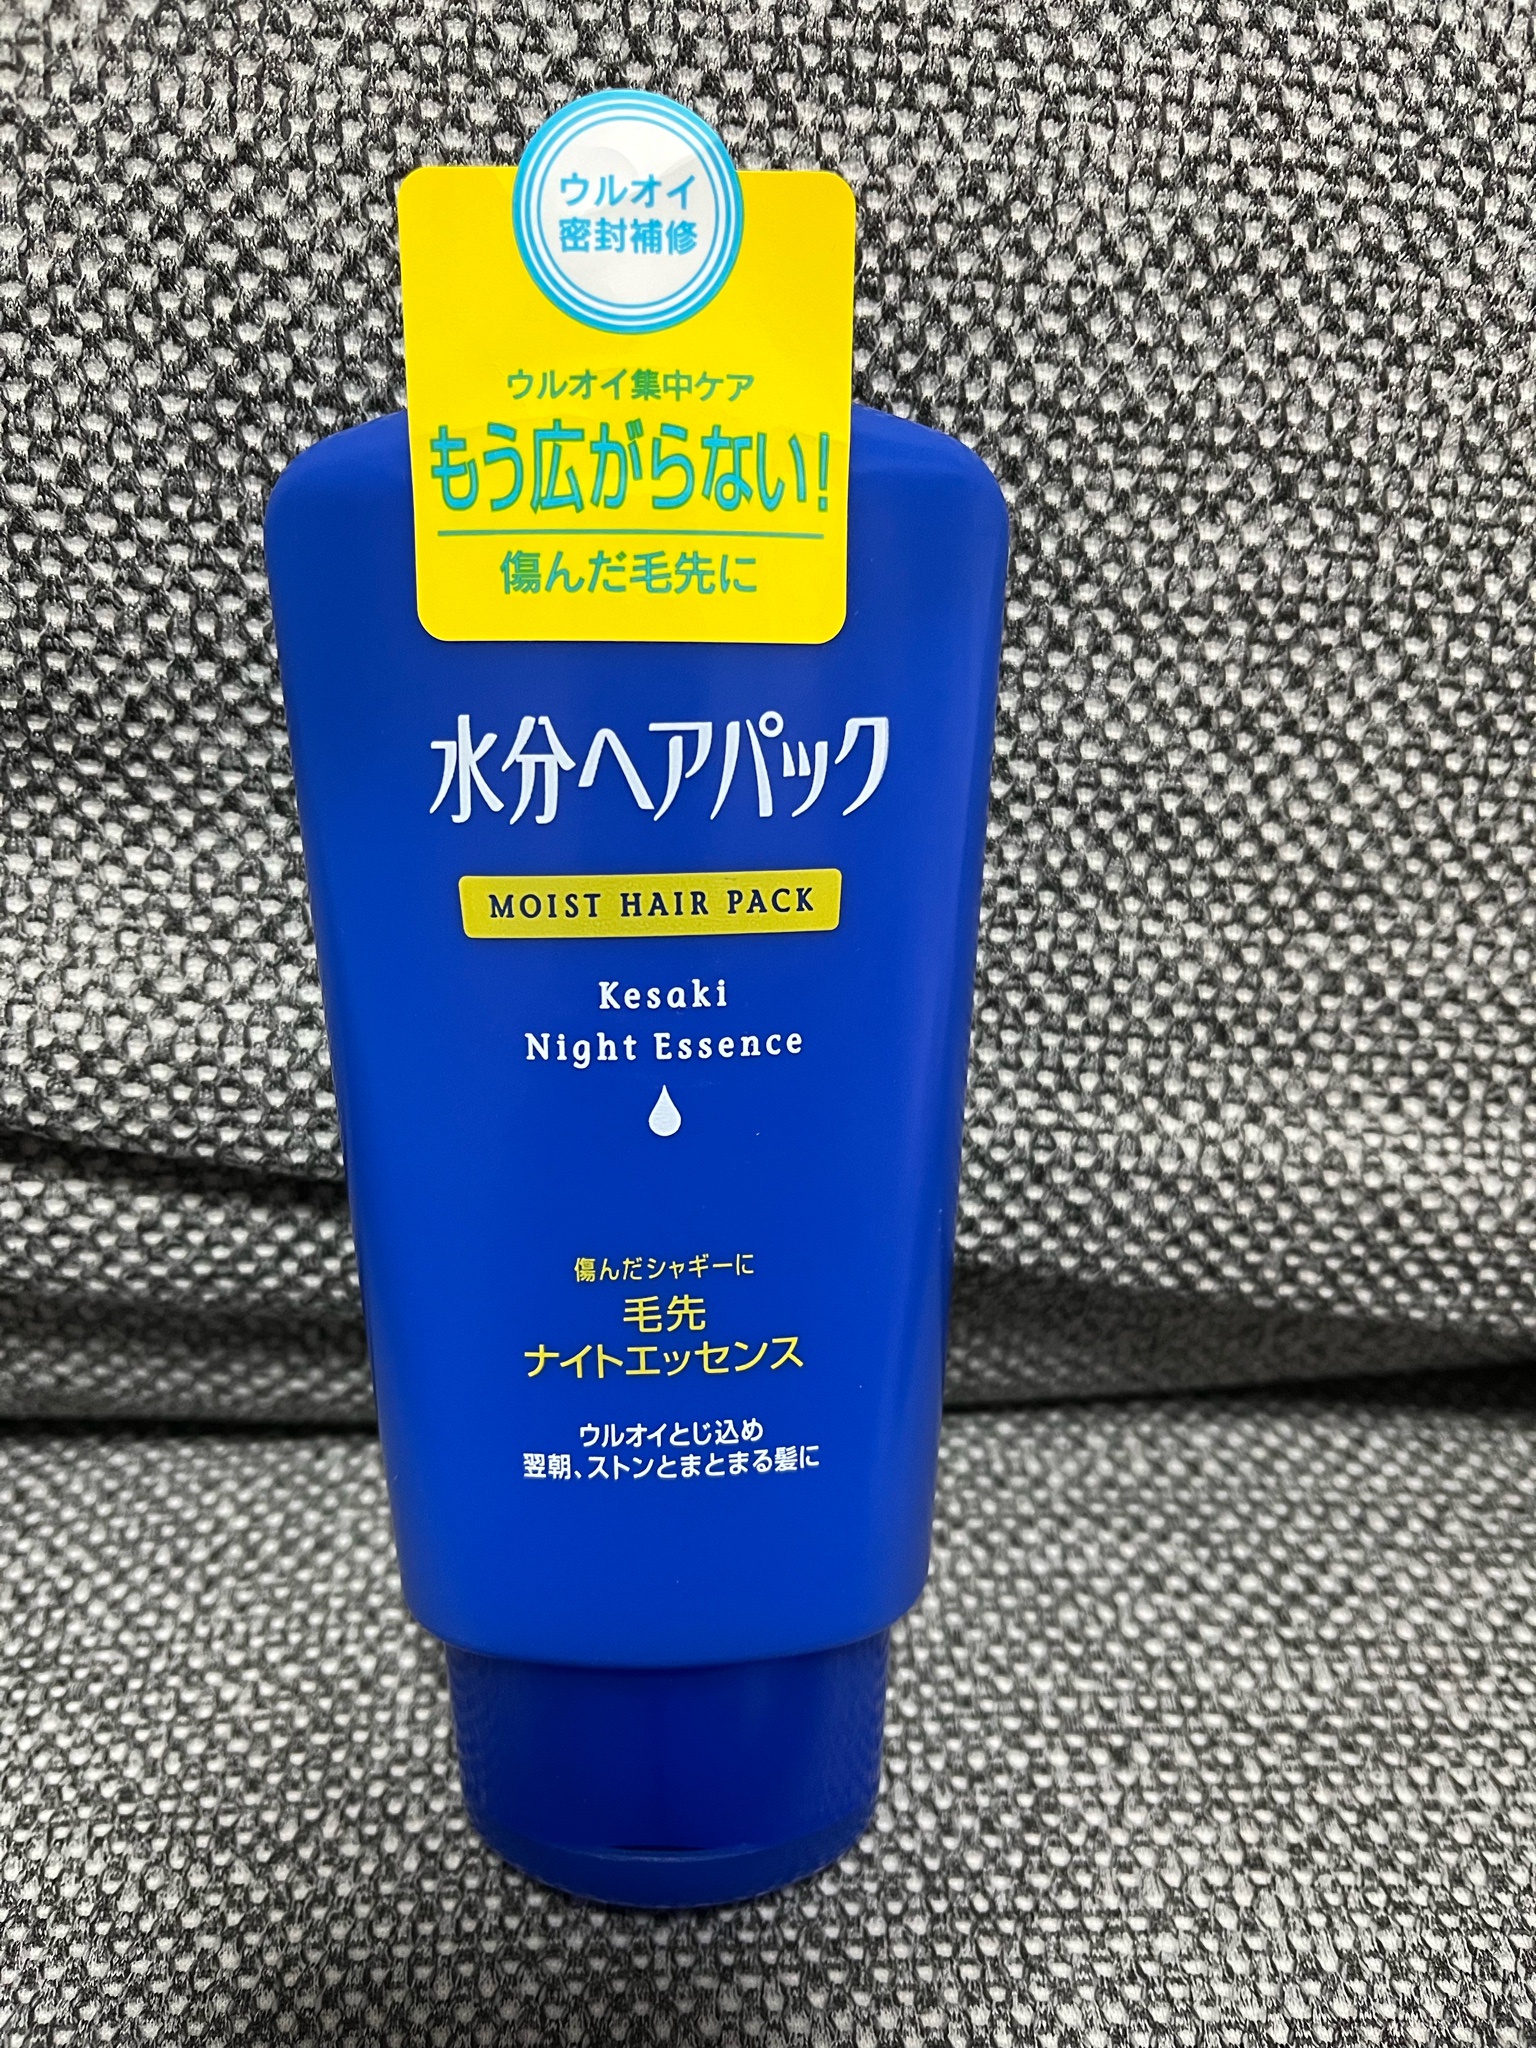 ウルオイ
密封補修
ウルオイ集中ケア
もう広がらない!
傷んだ毛先に
水分ヘアパック
MOIST HAIR PACK
Kesaki
Night Essence
傷んだシャギーに
毛先
ナイトエッセンス
ウルオイとじ込め
翌朝、ストンとまとまる髪に